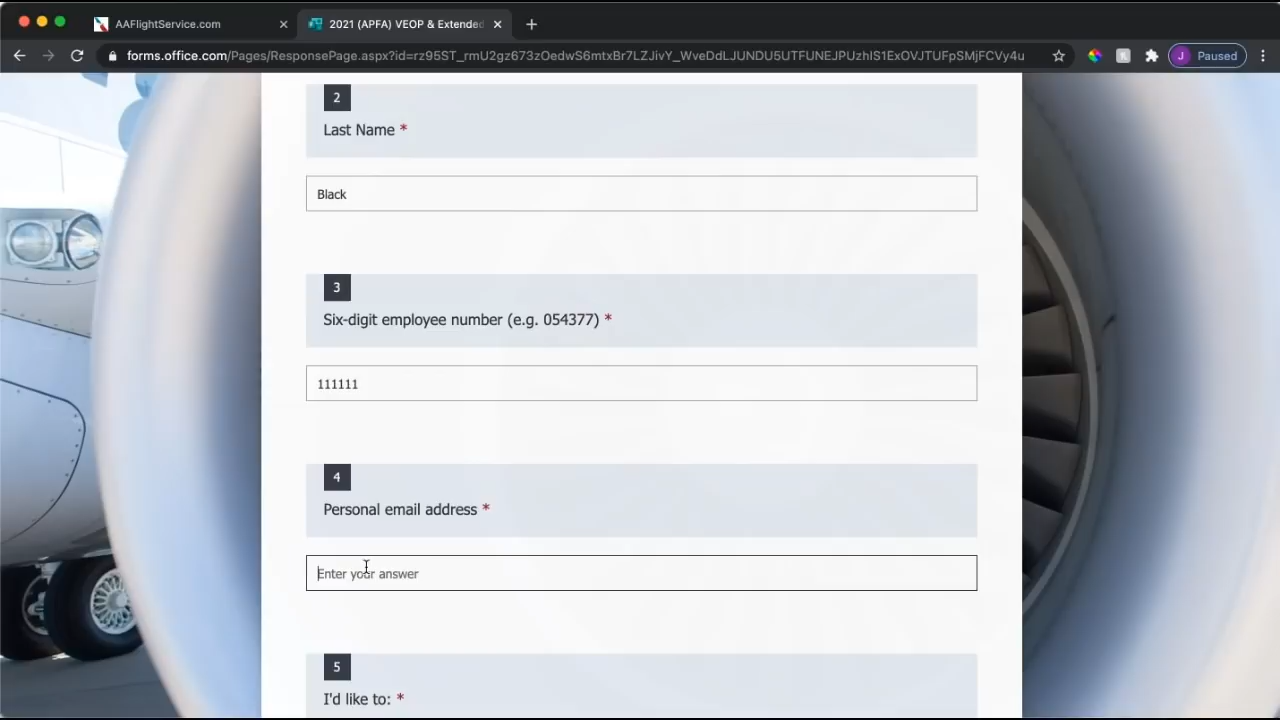 AAFlightService.com
2021 (APFA) VEOP & Extended
forms.office.com/Pages/ResponsePage.aspx?id=rz95ST_rmU2gz673zOedwS6mtxBr7LZJivY_WveDdLJUNDU5UTFUNEJPUzhIS1ExOVJTUFpSMjFCVy4u
J Paused
2
Last Name *
Black
3
Six-digit employee number (e.g. 054377) *
111111
4
Personal email address *
Enter your answer
5
I'd like to: *